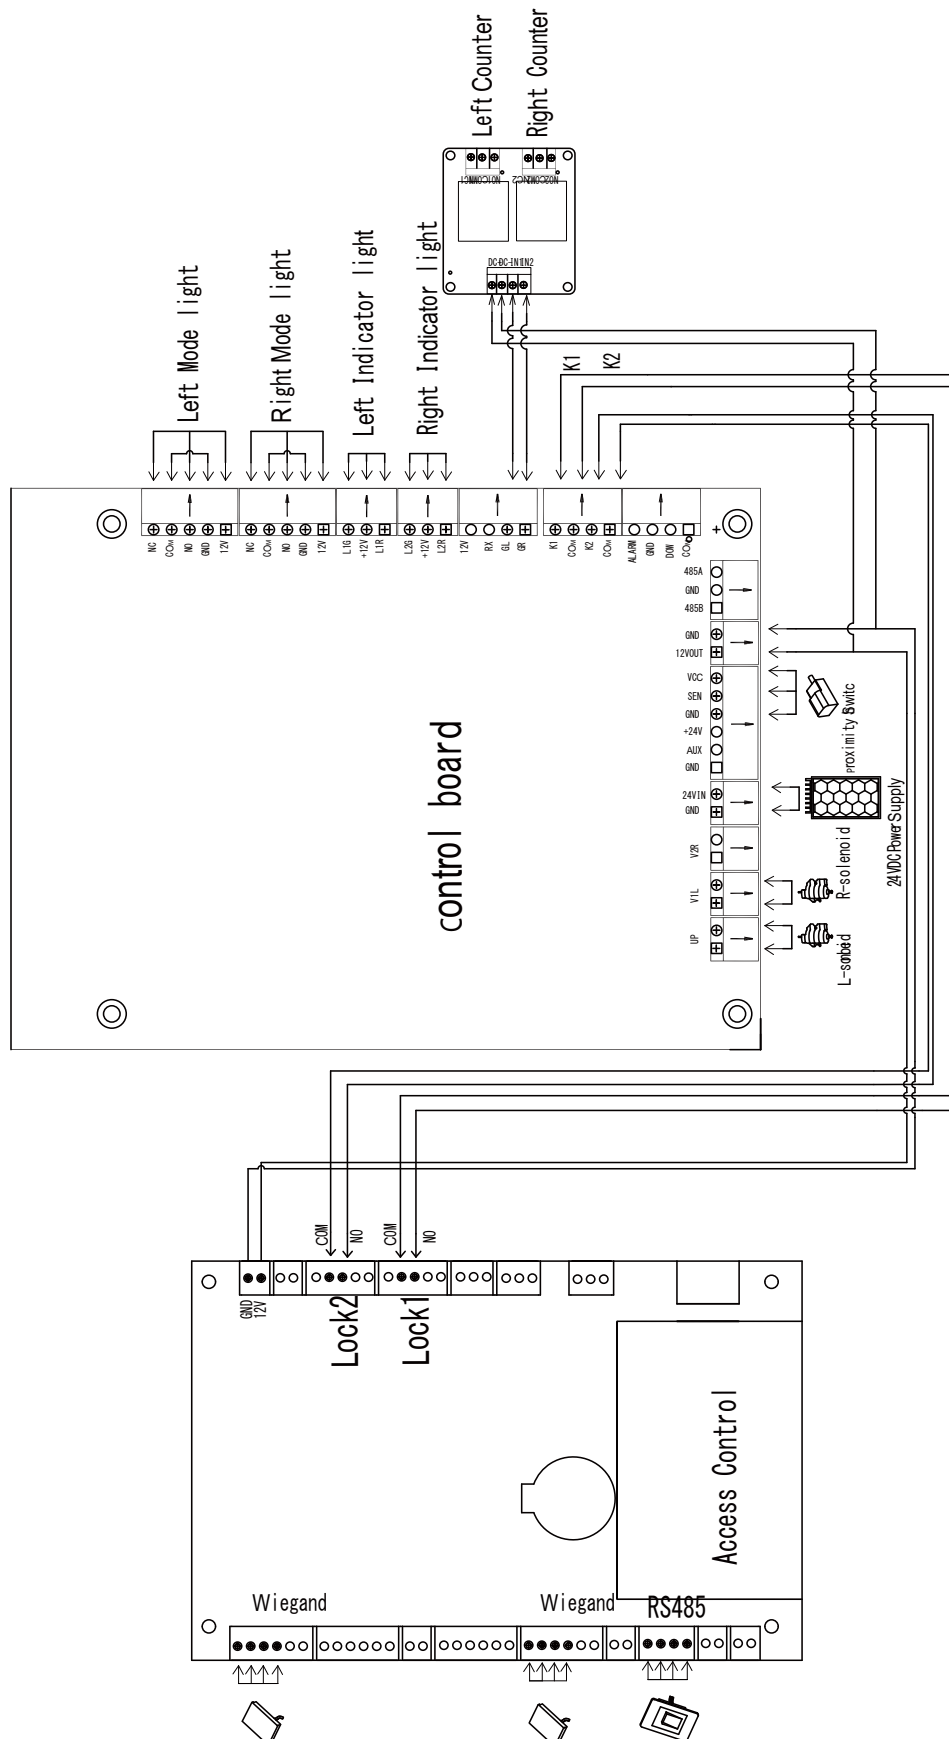 Left Counter
Right Counter
Left Mode light
Right Mode light
Left Indicator light
Right Indicator light
K1
K2
NC
COM
NO
GND
12V
NC
COM
NO
GND
12V
L1G
+12V
L1R
L2G
+12V
L2R
12V
RX
GL
GR
K1
COM
K2
COM
ALARM
GND
DOW
COM
+
485A
GND
485B
GND
12VOUT
VCC
SEN
GND
+24V
AUX
GND
24VIN
GND
V2R
V1L
UP
control board
Proximity Switc
24VDCPowerSupply
R-solenoid
COM
NO
COM
NO
GND
12V
Lock2
Lock1
Access Control
Wiegand
Wiegand
RS485